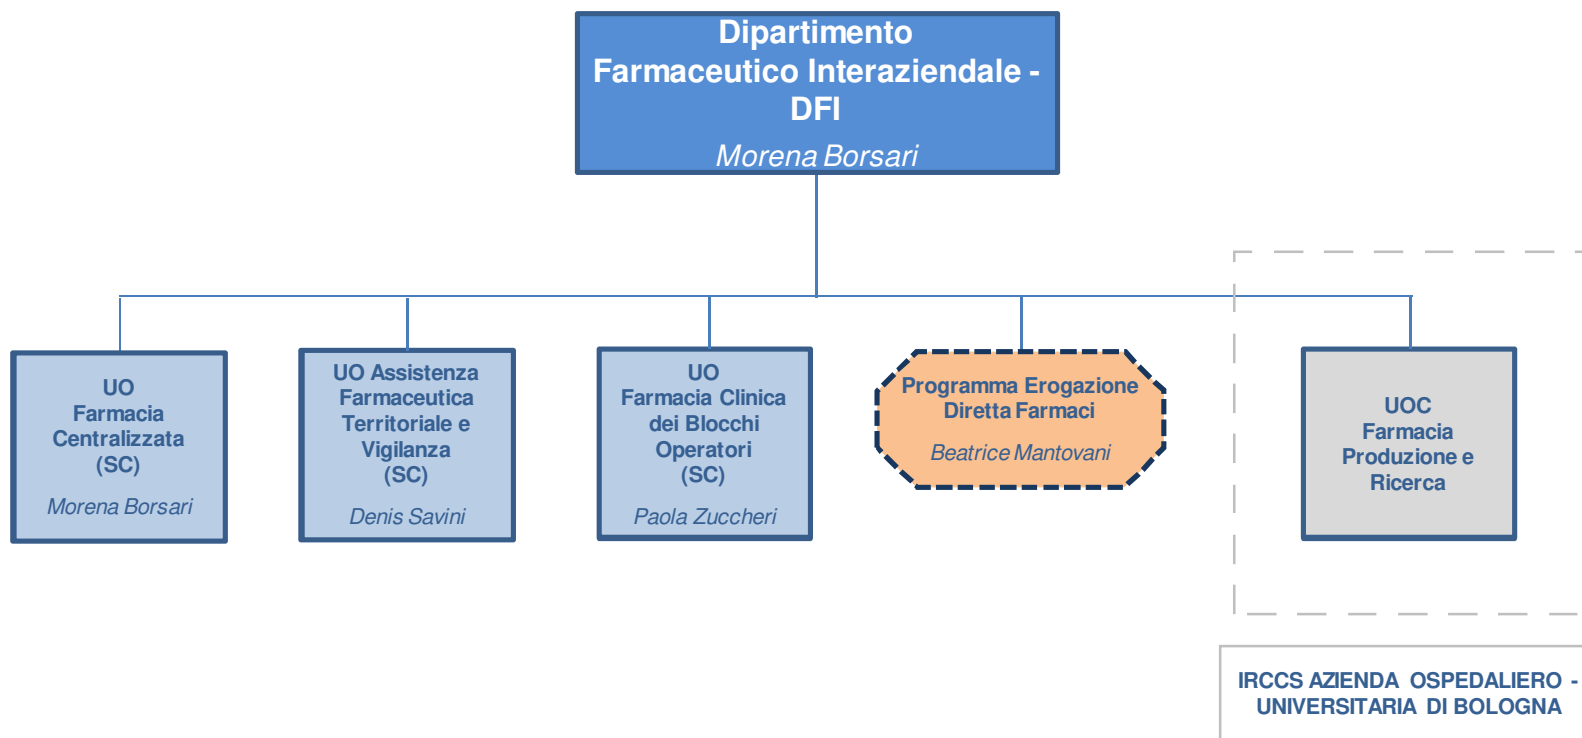 Dipartimento
Farmaceutico Interaziendale -
DFI
Morena Borsari
UO
Farmacia
Centralizzata
(SC)
Morena Borsari
UO Assistenza
Farmaceutica
Territoriale e
Vigilanza
(SC)
Denis Savini
UO
Farmacia Clinica
dei Blocchi
Operatori
(SC)
Paola Zuccheri
Programma Erogazione
Diretta Farmaci
Beatrice Mantovani
UOC
Farmacia
Produzione e
Ricerca
IRCCS AZIENDA OSPEDALIERO -
UNIVERSITARIA DI BOLOGNA